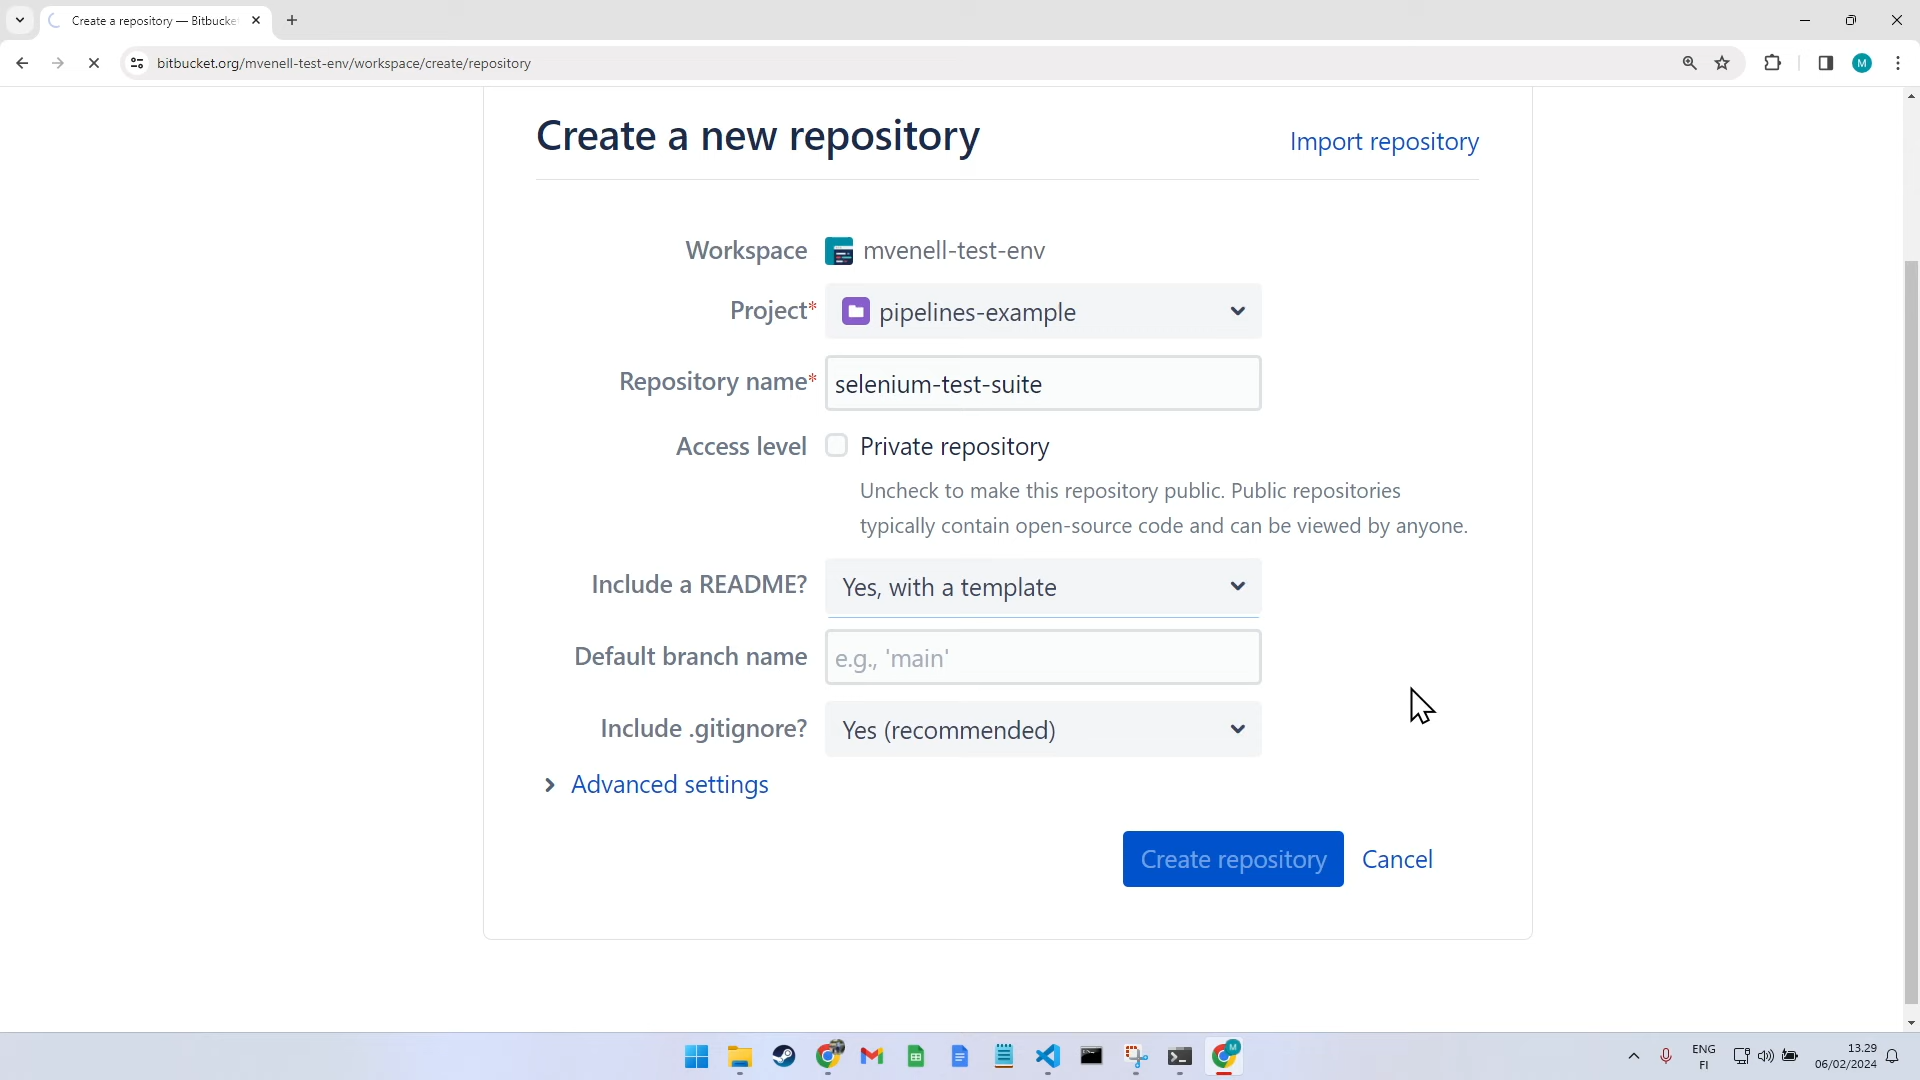 Create a repository — Bitbucke
bitbucket.org/mvenell-test-env/workspace/create/repository
M
Create a new repository
Import repository
Workspace mvenell-test-env
Project* pipelines-example
Repository name* selenium-test-suite
Access level Private repository
Uncheck to make this repository public. Public repositories
typically contain open-source code and can be viewed by anyone.
Include a README? Yes, with a template
Default branch name e.g., 'main'
Include .gitignore? Yes (recommended)
Advanced settings
Create repository Cancel
M
ENG
FI
13.29
06/02/2024